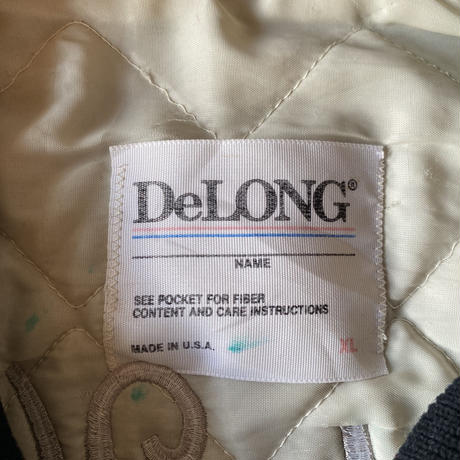 DeLONG®
NAME
SEE POCKET FOR FIBER
CONTENT AND CARE INSTRUCTIONS
MADE IN U.S.A. XL